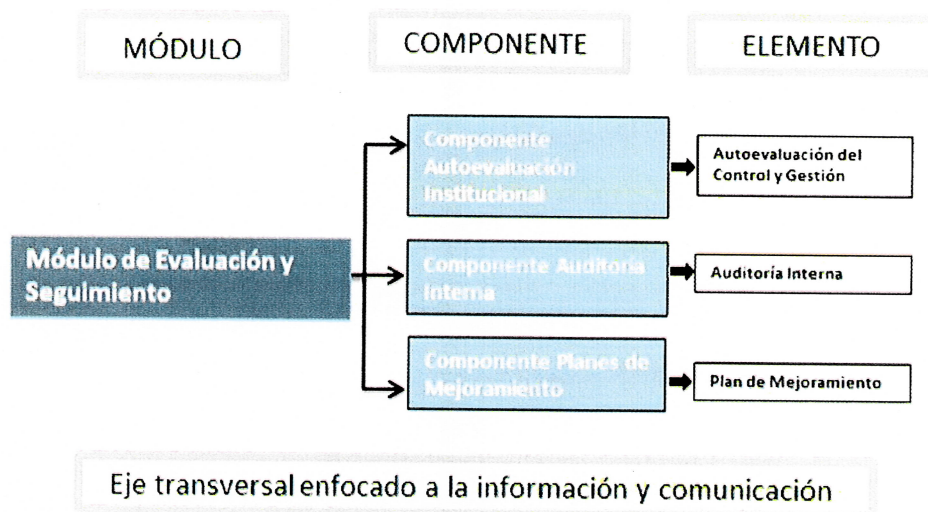 MÓDULO
COMPONENTE
ELEMENTO
Componente
Autoevaluación
Institucional
Autoevaluación del
Control y Gestión
Módulo de Evaluación y
Seguimiento
Componente Auditoría
Interna
Auditoría Interna
Componente Planes de
Mejoramiento
Plan de Mejoramiento
Eje transversal enfocado a la información y comunicación